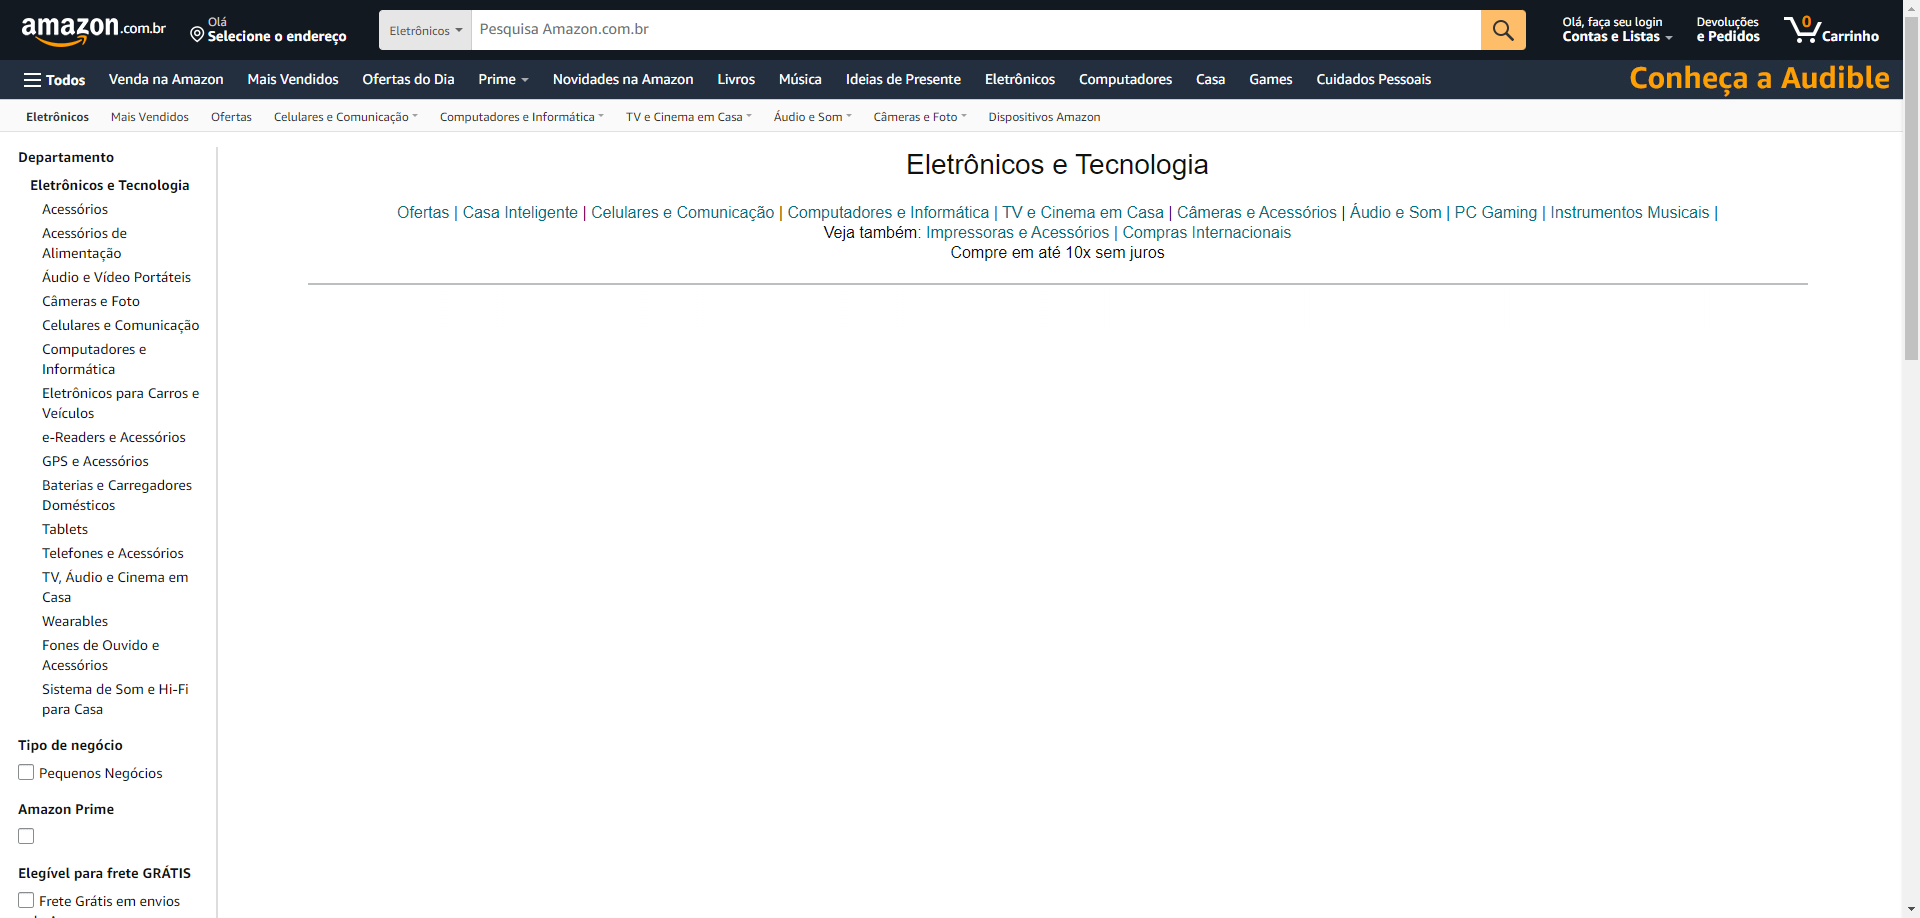 amazon.com.br
Olá
Selecione o endereço
Eletrônicos
Pesquisa Amazon.com.br
Olá, faça seu login
Contas e Listas
Devoluções
e Pedidos
0
Carrinho
Todos
Venda na Amazon
Mais Vendidos
Ofertas do Dia
Prime
Novidades na Amazon
Livros
Música
Ideias de Presente
Eletrônicos
Computadores
Casa
Games
Cuidados Pessoais
Conheça a Audible
Eletrônicos
Mais Vendidos
Ofertas
Celulares e Comunicação
Computadores e Informática
TV e Cinema em Casa
Áudio e Som
Câmeras e Foto
Dispositivos Amazon
Departamento
Eletrônicos e Tecnologia
Acessórios
Acessórios de
Alimentação
Áudio e Vídeo Portáteis
Câmeras e Foto
Celulares e Comunicação
Computadores e
Informática
Eletrônicos para Carros e
Veículos
e-Readers e Acessórios
GPS e Acessórios
Baterias e Carregadores
Domésticos
Tablets
Telefones e Acessórios
TV, Áudio e Cinema em
Casa
Wearables
Fones de Ouvido e
Acessórios
Sistema de Som e Hi-Fi
para Casa
Tipo de negócio
Pequenos Negócios
Amazon Prime
Elegível para frete GRÁTIS
Frete Grátis em envios
Eletrônicos e Tecnologia
Ofertas | Casa Inteligente | Celulares e Comunicação | Computadores e Informática | TV e Cinema em Casa | Câmeras e Acessórios | Áudio e Som | PC Gaming | Instrumentos Musicais |
Veja também: Impressoras e Acessórios | Compras Internacionais
Compre em até 10x sem juros